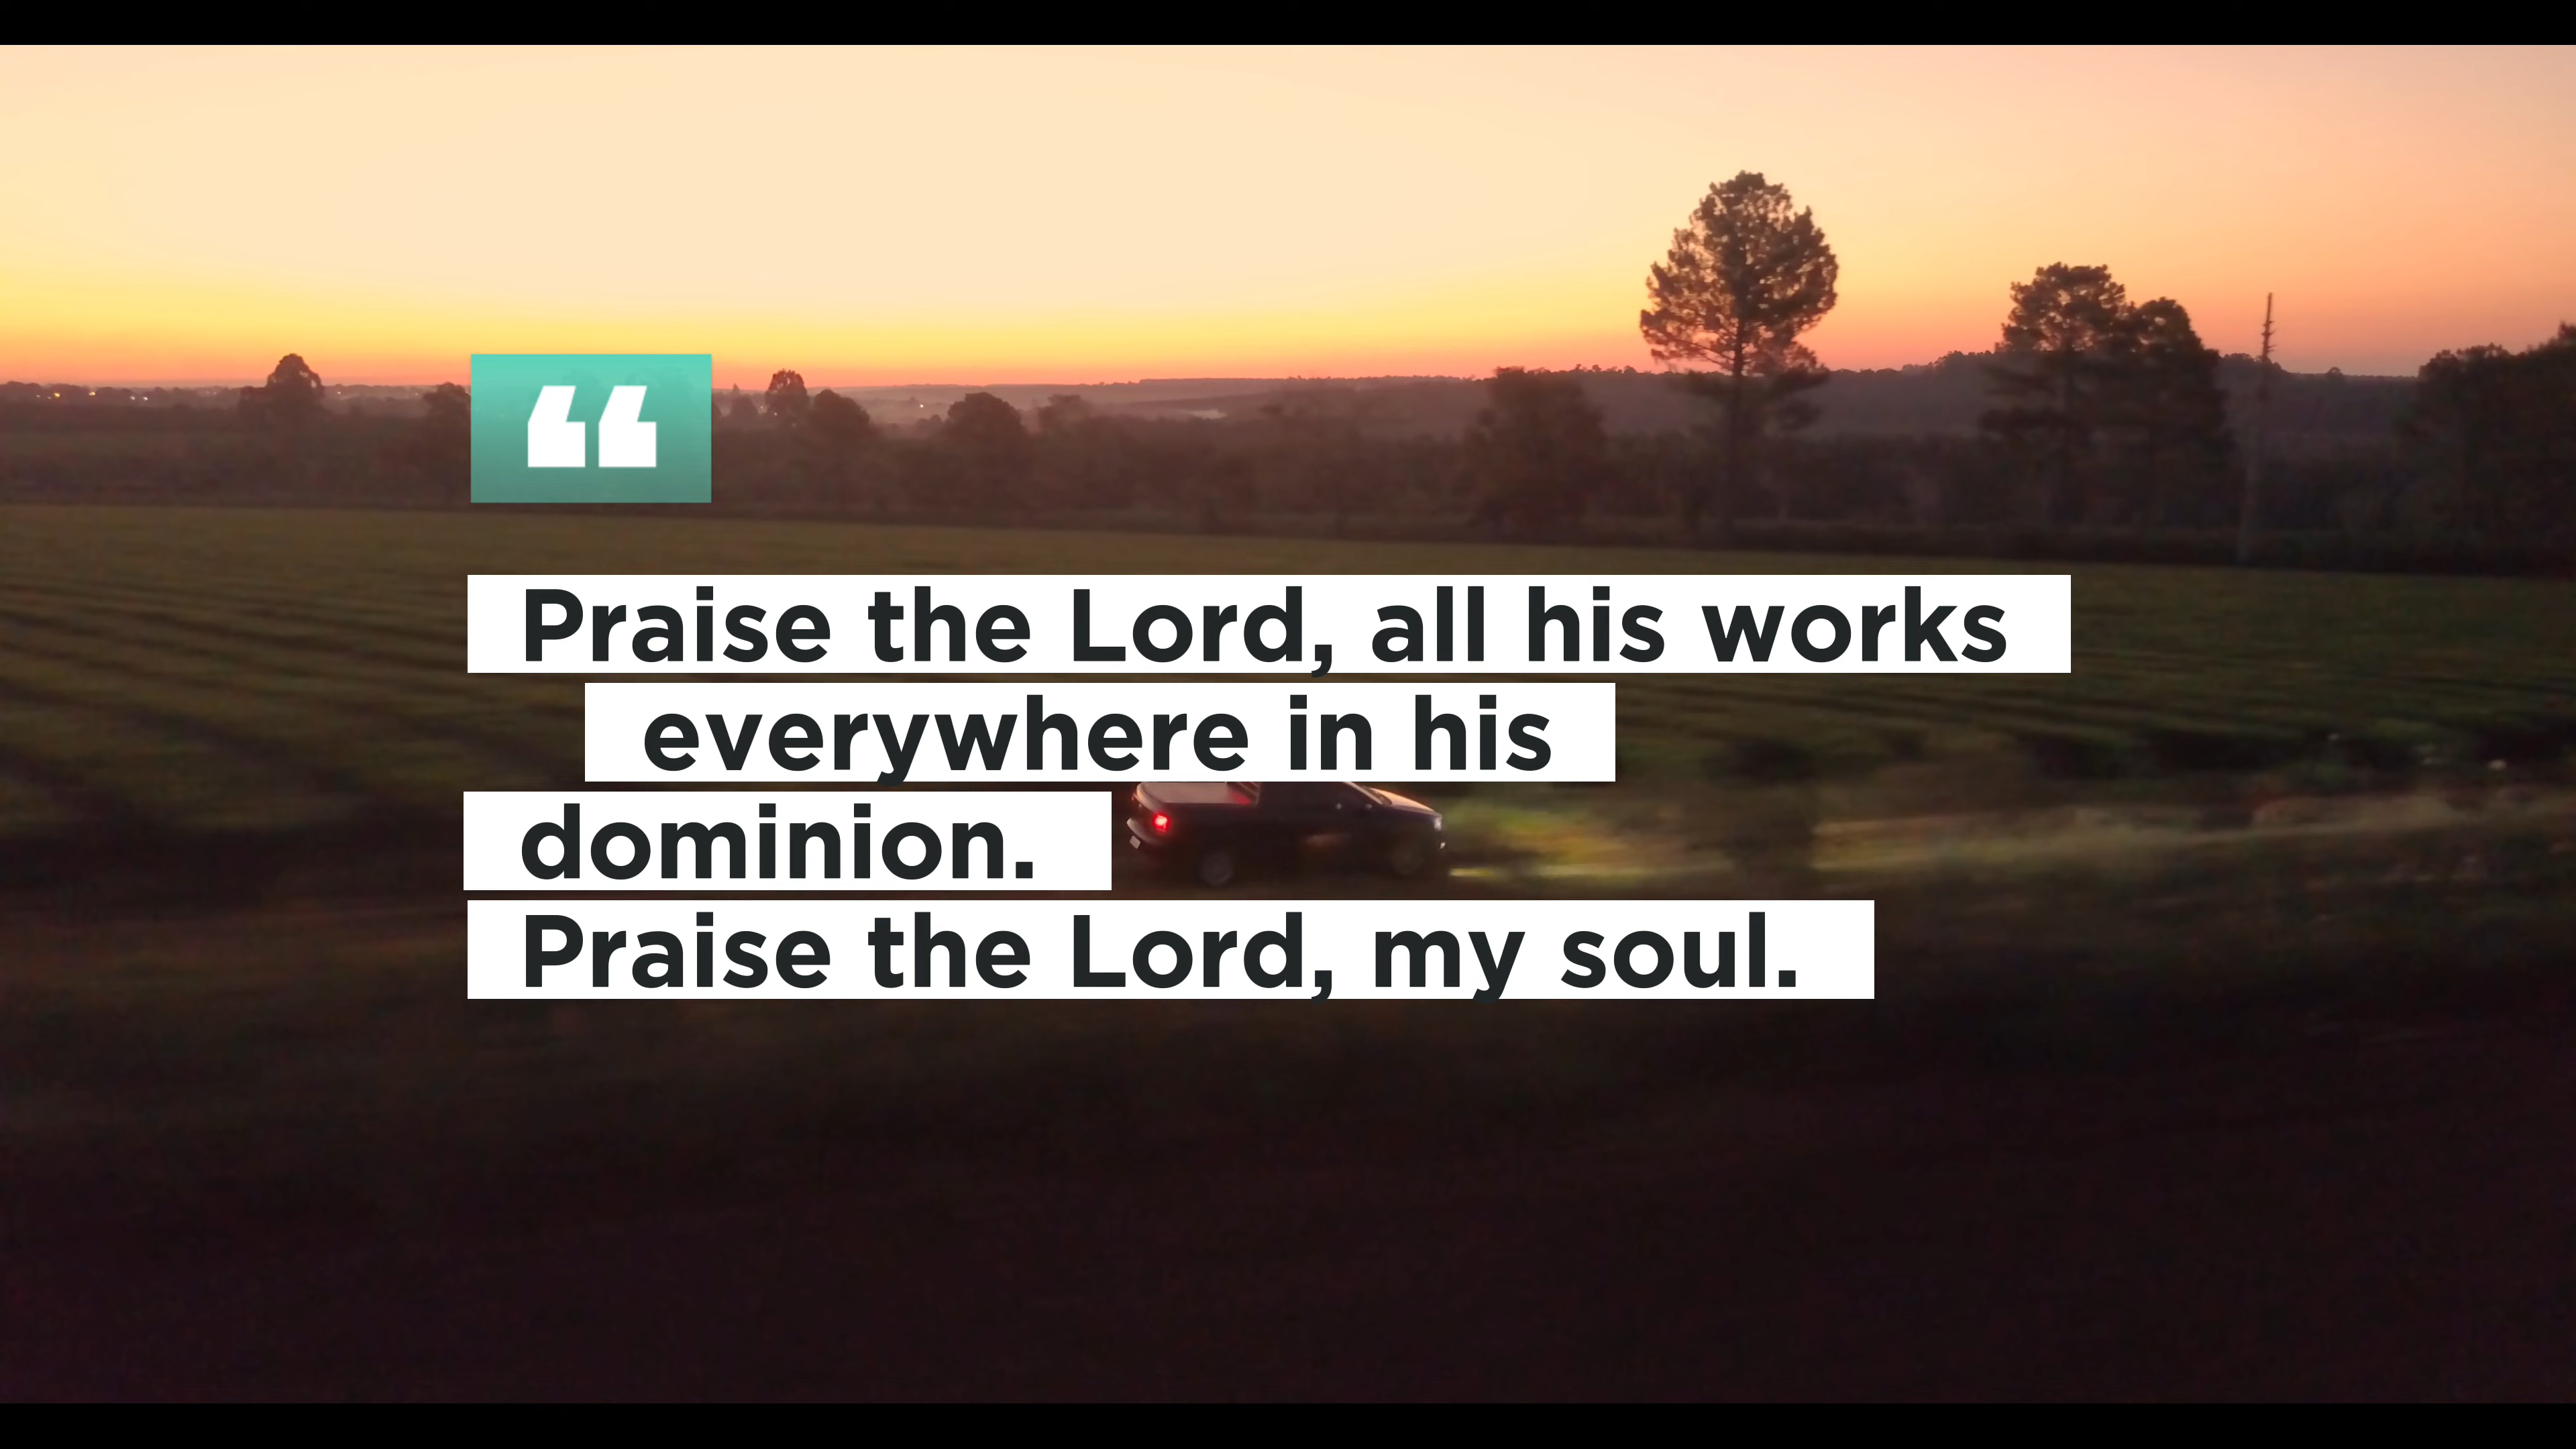 “
Praise the Lord, all his works
everywhere in his
dominion.
Praise the Lord, my soul.